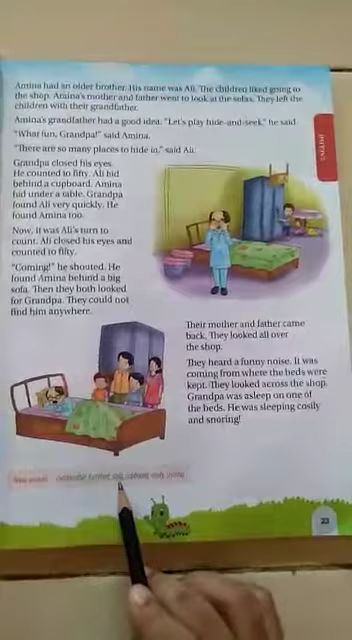 Amina had an older brother. His name was Ali. The children liked going to
the shop. Amina's mother and father went to look at the sofas. They left the
children with their grandfather.
Amina's grandfather had a good idea. "Let's play hide-and-seek," he said.
"What fun, Grandpa!" said Amina.
"There are so many places to hide in," said Ali.
Grandpa closed his eyes.
He counted to fifty. Ali hid
behind a cupboard. Amina
hid under a table. Grandpa
found Ali very quickly. He
found Amina too.
Now, it was Ali's turn to
count. Ali closed his eyes and
counted to fifty.
"Coming!" he shouted. He
found Amina behind a big
sofa. Then they both looked
for Grandpa. They could not
find him anywhere.
Their mother and father came
back. They looked all over
the shop.
They heard a funny noise. It was
coming from where the beds were
kept. They looked across the shop.
Grandpa was asleep on one of
the beds. He was sleeping cosily
and snoring!
23